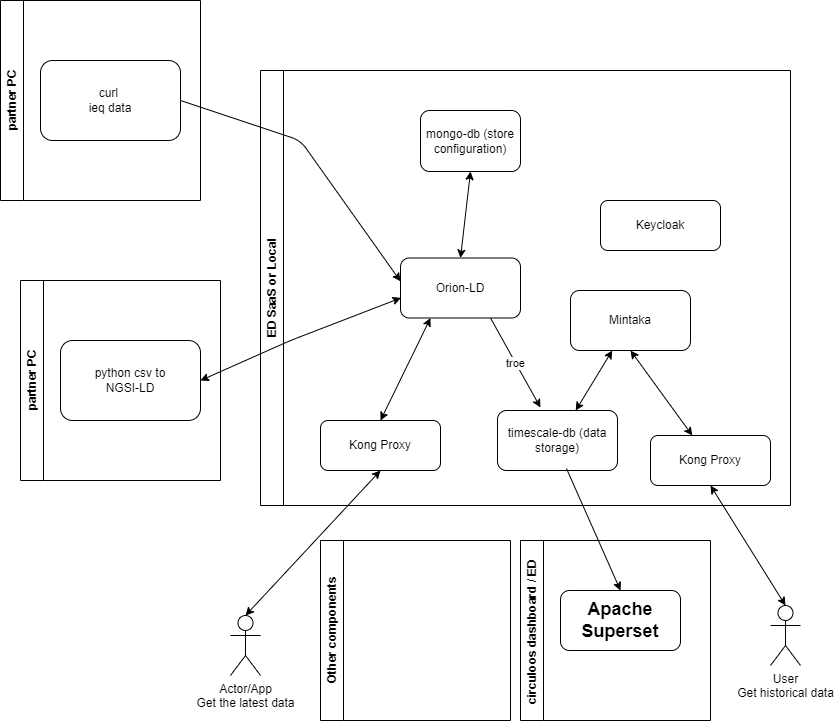 partner PC
curl
ieq data
ED SaaS or Local
mongo-db (store
configuration)
Keycloak
Orion-LD
Mintaka
partner PC
python csv to
NGSI-LD
troe
Kong Proxy
timescale-db (data
storage)
Kong Proxy
Other components
circuloos dashboard / ED
Apache
Superset
Actor/App
Get the latest data
User
Get historical data